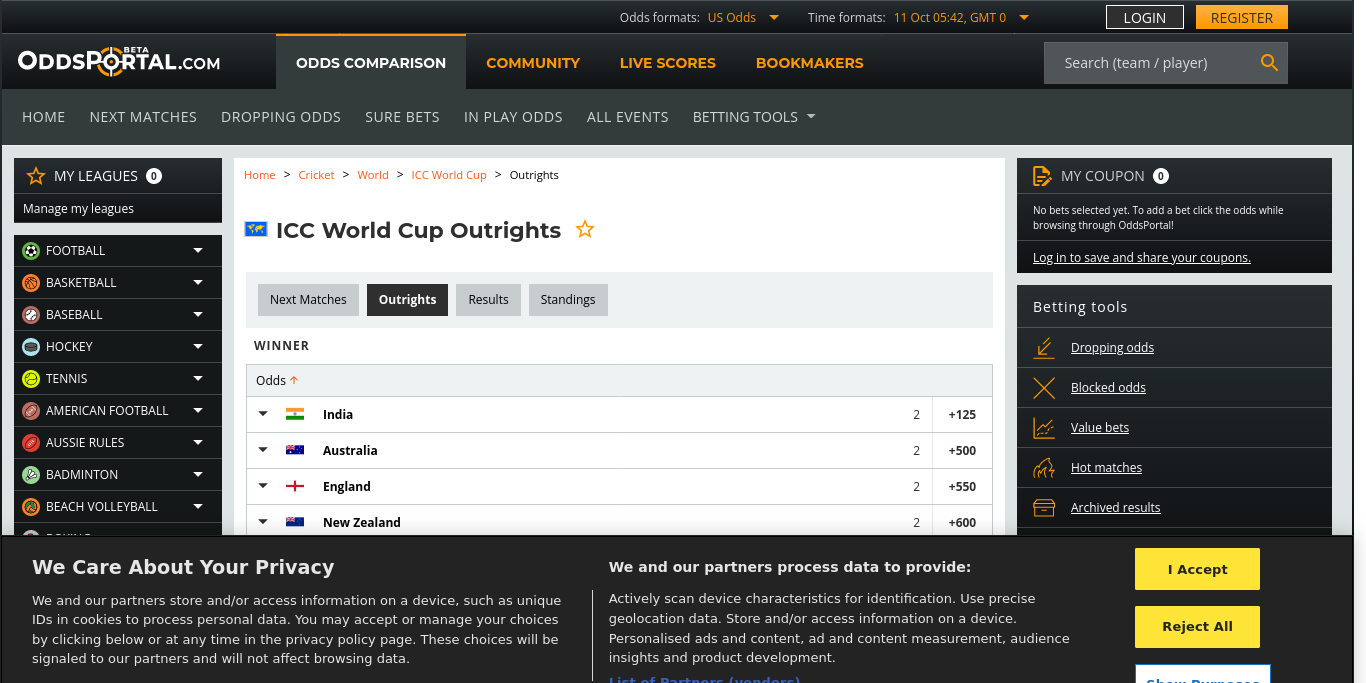 Odds formats: US Odds
Time formats: 11 Oct 05:42, GMT 0
LOGIN
REGISTER
ODDSPORTAL.COM
BETA
ODDS COMPARISON
COMMUNITY
LIVE SCORES
BOOKMAKERS
Search (team / player)
HOME
NEXT MATCHES
DROPPING ODDS
SURE BETS
IN PLAY ODDS
ALL EVENTS
BETTING TOOLS
MY LEAGUES 0
Manage my leagues
FOOTBALL
BASKETBALL
BASEBALL
HOCKEY
TENNIS
AMERICAN FOOTBALL
AUSSIE RULES
BADMINTON
BEACH VOLLEYBALL
Home > Cricket > World > ICC World Cup > Outrights
ICC World Cup Outrights
Next Matches
Outrights
Results
Standings
WINNER
Odds
India 2 +125
Australia 2 +500
England 2 +550
New Zealand 2 +600
MY COUPON 0
No bets selected yet. To add a bet click the odds while
browsing through OddsPortal!
Log in to save and share your coupons.
Betting tools
Dropping odds
Blocked odds
Value bets
Hot matches
Archived results
We Care About Your Privacy
We and our partners store and/or access information on a device, such as unique
IDs in cookies to process personal data. You may accept or manage your choices
by clicking below or at any time in the privacy policy page. These choices will be
signaled to our partners and will not affect browsing data.
We and our partners process data to provide:
Actively scan device characteristics for identification. Use precise
geolocation data. Store and/or access information on a device.
Personalised ads and content, ad and content measurement, audience
insights and product development.
List of Partners (vendors)
I Accept
Reject All
Show Purposes